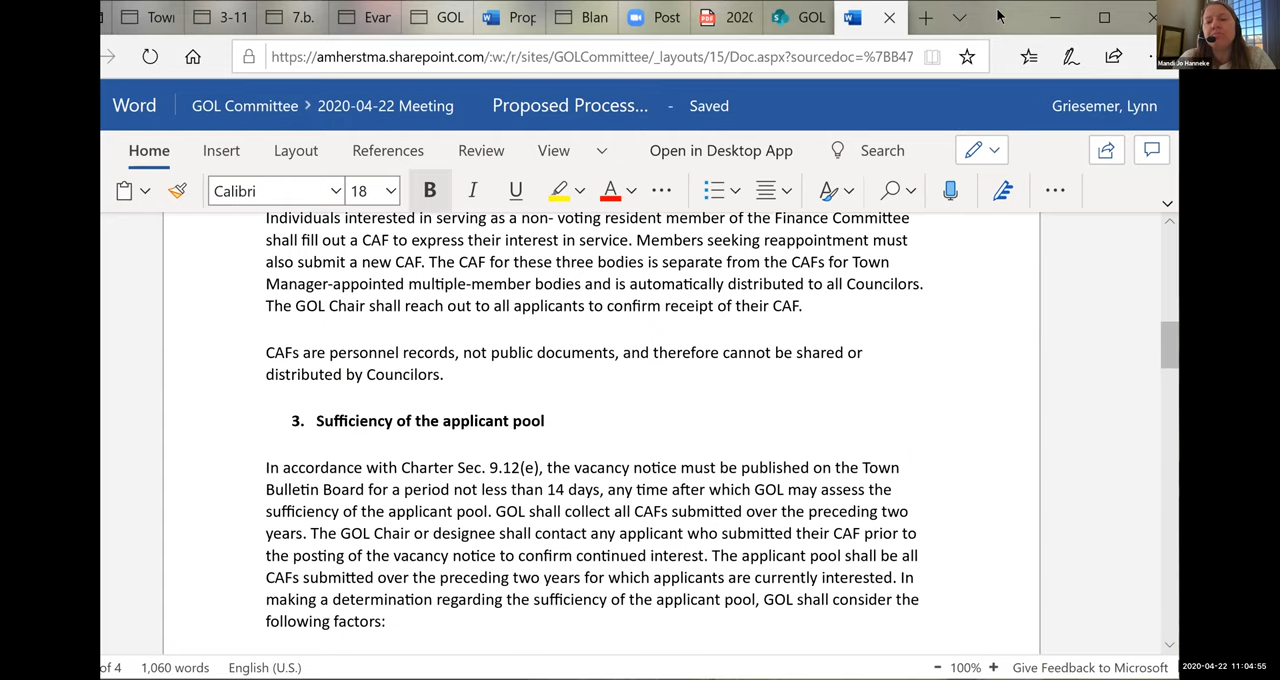 Tow
3-11
7.b.
Evar
GOL
Prop
Blan
Post
202(
GOL
https://amherstma.sharepoint.com/:w:/r/sites/GOLCommittee/_layouts/15/Doc.aspx?sourcedoc=%7BB47
Mandi Jo Hanneke
Word GOL Committee > 2020-04-22 Meeting Proposed Process... - Saved Griesemer, Lynn
Home Insert Layout References Review View Open in Desktop App Search
Calibri 18 B I U A
Individuals interested in serving as a non- voting resident member of the Finance Committee
shall fill out a CAF to express their interest in service. Members seeking reappointment must
also submit a new CAF. The CAF for these three bodies is separate from the CAFs for Town
Manager-appointed multiple-member bodies and is automatically distributed to all Councilors.
The GOL Chair shall reach out to all applicants to confirm receipt of their CAF.
CAFs are personnel records, not public documents, and therefore cannot be shared or
distributed by Councilors.
3. Sufficiency of the applicant pool
In accordance with Charter Sec. 9.12(e), the vacancy notice must be published on the Town
Bulletin Board for a period not less than 14 days, any time after which GOL may assess the
sufficiency of the applicant pool. GOL shall collect all CAFs submitted over the preceding two
years. The GOL Chair or designee shall contact any applicant who submitted their CAF prior to
the posting of the vacancy notice to confirm continued interest. The applicant pool shall be all
CAFs submitted over the preceding two years for which applicants are currently interested. In
making a determination regarding the sufficiency of the applicant pool, GOL shall consider the
following factors:
of 4 1,060 words English (U.S.) - 100% + Give Feedback to Microsoft
2020-04-22 11:04:55